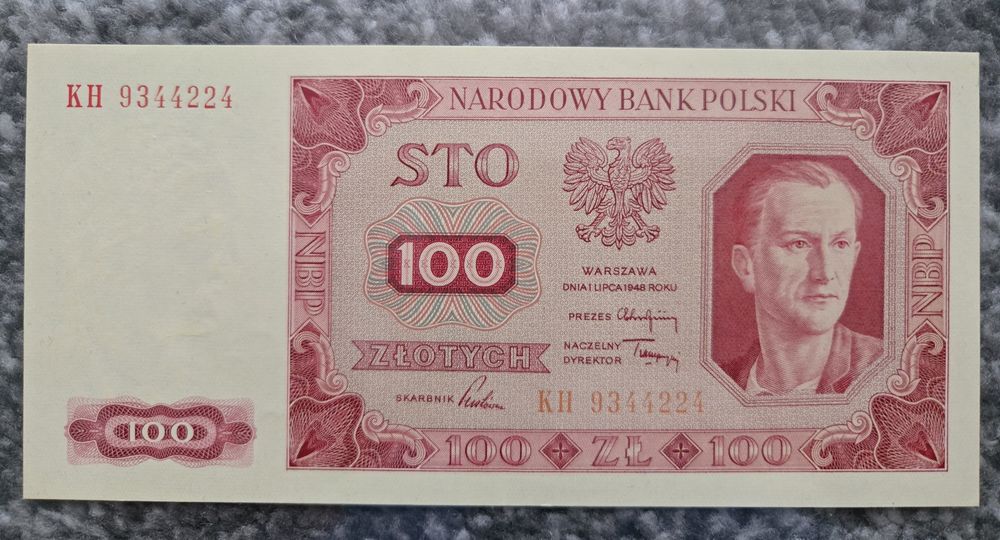 KH 9344224
NARODOWY BANK POLSKI
STO
100
WARSZAWA
DNIA 1 LIPCA 1948 ROKU
PREZES
NACZELNY
DYREKTOR
ZŁOTYCH
SKARBNIK
KH 9344224
100
100 ZŁ 100
NBP
NBP